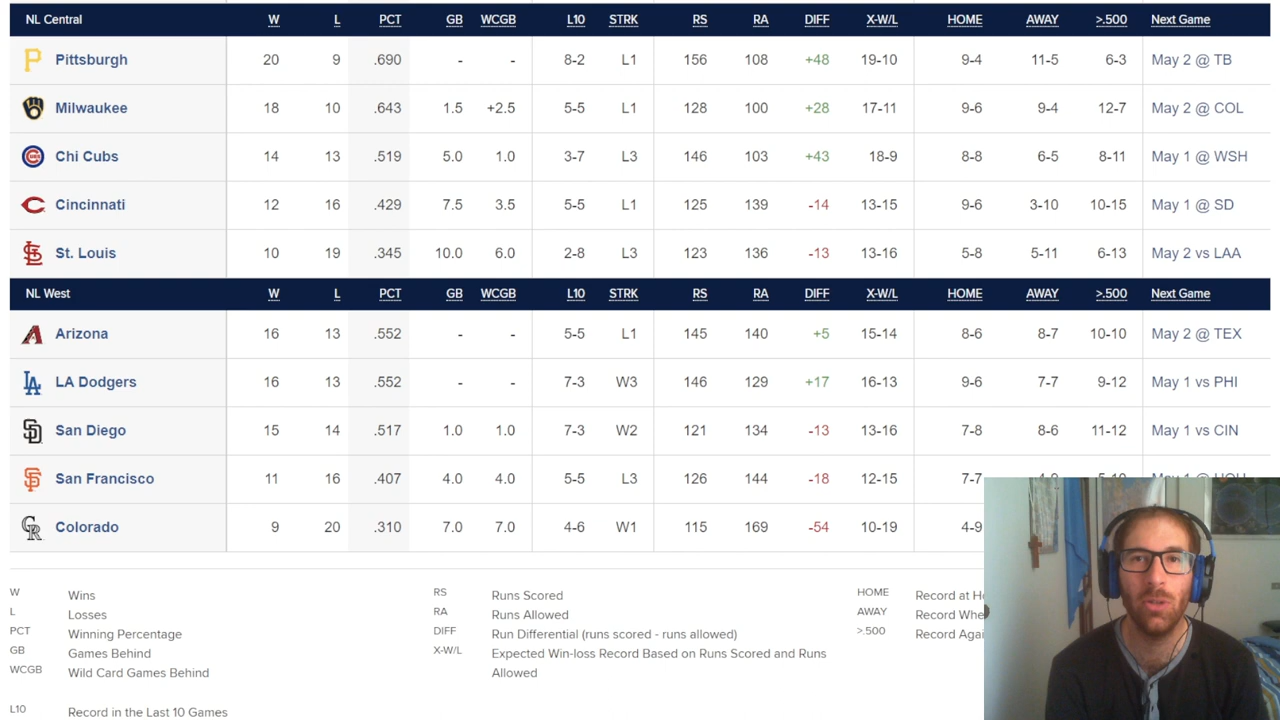 NL Central W L PCT GB WCGB L10 STRK RS RA DIFF X-W/L HOME AWAY >.500 Next Game
Pittsburgh 20 9 .690 - - 8-2 L1 156 108 +48 19-10 9-4 11-5 6-3 May 2 @ TB
Milwaukee 18 10 .643 1.5 +2.5 5-5 L1 128 100 +28 17-11 9-6 9-4 12-7 May 2 @ COL
Chi Cubs 14 13 .519 5.0 1.0 3-7 L3 146 103 +43 18-9 8-8 6-5 8-11 May 1 @ WSH
Cincinnati 12 16 .429 7.5 3.5 5-5 L1 125 139 -14 13-15 9-6 3-10 10-15 May 1 @ SD
St. Louis 10 19 .345 10.0 6.0 2-8 L3 123 136 -13 13-16 5-8 5-11 6-13 May 2 vs LAA
NL West W L PCT GB WCGB L10 STRK RS RA DIFF X-W/L HOME AWAY >.500 Next Game
Arizona 16 13 .552 - - 5-5 L1 145 140 +5 15-14 8-6 8-7 10-10 May 2 @ TEX
LA Dodgers 16 13 .552 - - 7-3 W3 146 129 +17 16-13 9-6 7-7 9-12 May 1 vs PHI
San Diego 15 14 .517 1.0 1.0 7-3 W2 121 134 -13 13-16 7-8 8-6 11-12 May 1 vs CIN
San Francisco 11 16 .407 4.0 4.0 5-5 L3 126 144 -18 12-15 7-7
Colorado 9 20 .310 7.0 7.0 4-6 W1 115 169 -54 10-19 4-9
W Wins
L Losses
PCT Winning Percentage
GB Games Behind
WCGB Wild Card Games Behind
L10 Record in the Last 10 Games
RS Runs Scored
RA Runs Allowed
DIFF Run Differential (runs scored - runs allowed)
X-W/L Expected Win-loss Record Based on Runs Scored and Runs
Allowed
HOME Record at
AWAY Record
>.500 Record